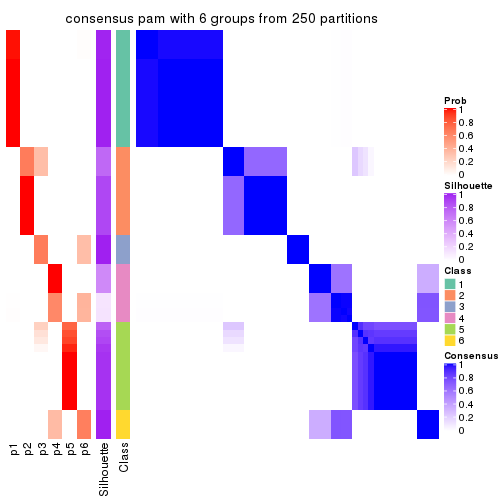 consensus pam with 6 groups from 250 partitions
Prob
1
0.8
0.6
0.4
0.2
0
Silhouette
1
0.8
0.6
0.4
0.2
0
Class
1
2
3
4
5
6
Consensus
1
0.8
0.6
0.4
0.2
0
p1
p2
p3
p4
p5
p6
Silhouette
Class